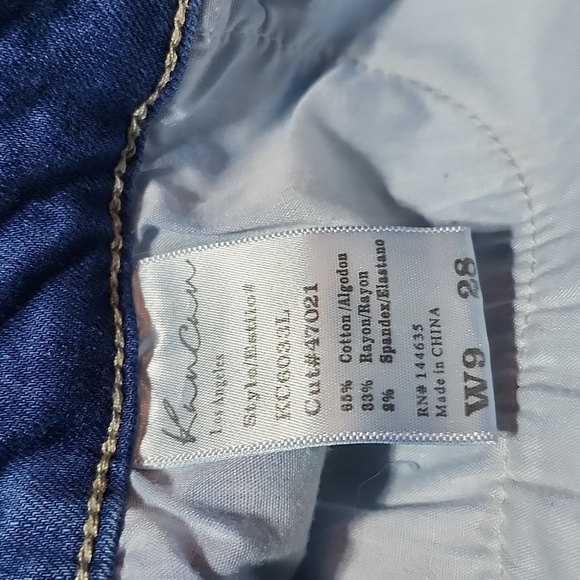 Kancan
Los Angeles
Style/Estilo#
KC6033L
Cut#47021
65% Cotton/Algodon
33% Rayon/Rayon
2% Spandex/Elastano
RN# 144635
Made in CHINA
W9 28